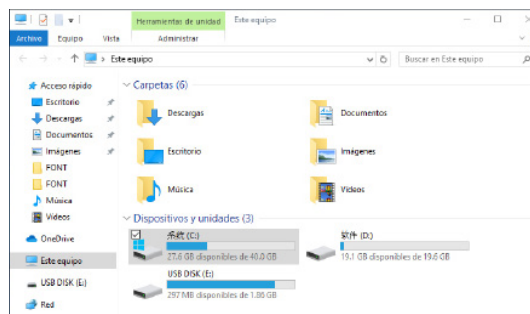 Herramientas de unidad
Este equipo
Archivo
Equipo
Vista
Administrar
Este equipo
Buscar en Este equipo
Acceso rápido
Escritorio
Descargas
Documentos
Imágenes
FONT
FONT
Música
Vídeos
OneDrive
Este equipo
USB DISK (E:)
Red
Carpetas (6)
Descargas
Documentos
Escritorio
Imágenes
Música
Vídeos
Dispositivos y unidades (3)
系统 (C:)
27.6 GB disponibles de 40.0 GB
软件 (D:)
19.1 GB disponibles de 19.6 GB
USB DISK (E:)
297 MB disponibles de 1.86 GB